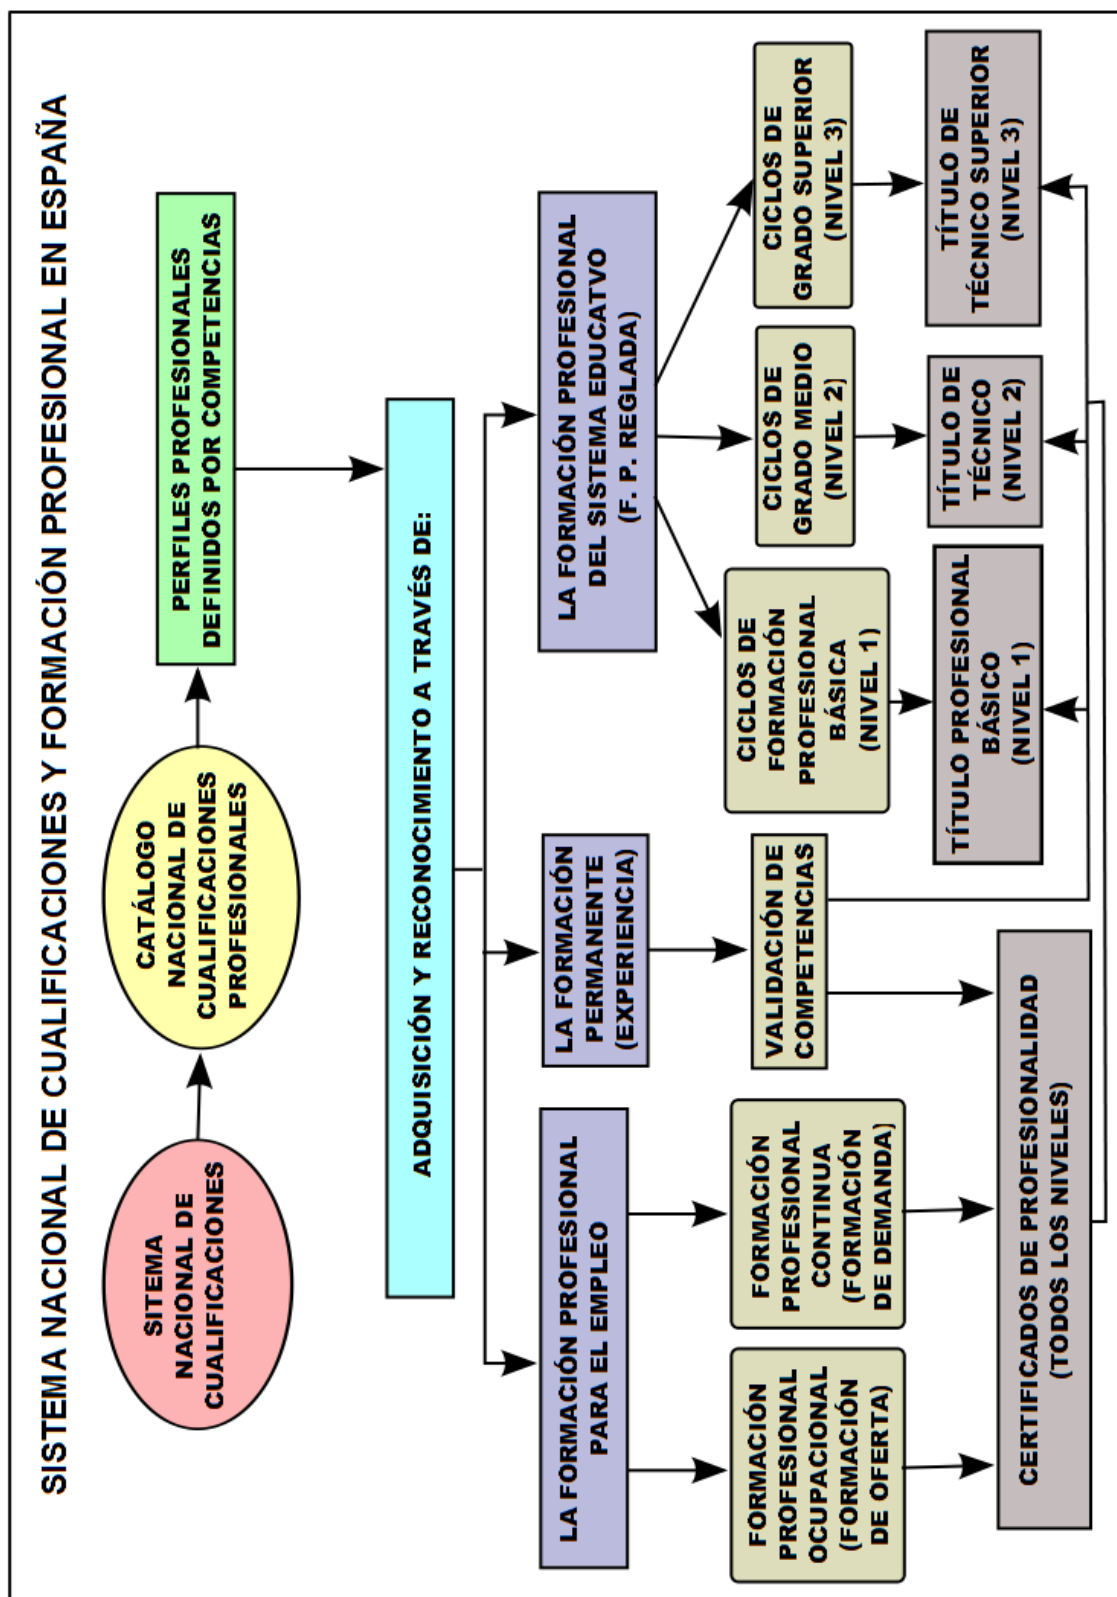 SISTEMA NACIONAL DE CUALIFICACIONES Y FORMACIÓN PROFESIONAL EN ESPAÑA
SITEMA
NACIONAL DE
CUALIFICACIONES
CATÁLOGO
NACIONAL DE
CUALIFICACIONES
PROFESIONALES
PERFILES PROFESIONALES
DEFINIDOS POR COMPETENCIAS
ADQUISICIÓN Y RECONOCIMIENTO A TRAVÉS DE:
LA FORMACIÓN PROFESIONAL
PARA EL EMPLEO
LA FORMACIÓN
PERMANENTE
(EXPERIENCIA)
LA FORMACIÓN PROFESIONAL
DEL SISTEMA EDUCATVO
(F. P. REGLADA)
FORMACIÓN
PROFESIONAL
OCUPACIONAL
(FORMACIÓN
DE OFERTA)
FORMACIÓN
PROFESIONAL
CONTINUA
(FORMACIÓN
DE DEMANDA)
VALIDACIÓN DE
COMPETENCIAS
CICLOS DE
FORMACIÓN
PROFESIONAL
BÁSICA
(NIVEL 1)
CICLOS DE
GRADO MEDIO
(NIVEL 2)
CICLOS DE
GRADO SUPERIOR
(NIVEL 3)
CERTIFICADOS DE PROFESIONALIDAD
(TODOS LOS NIVELES)
TÍTULO PROFESIONAL
BÁSICO
(NIVEL 1)
TÍTULO DE
TÉCNICO
(NIVEL 2)
TÍTULO DE
TÉCNICO SUPERIOR
(NIVEL 3)